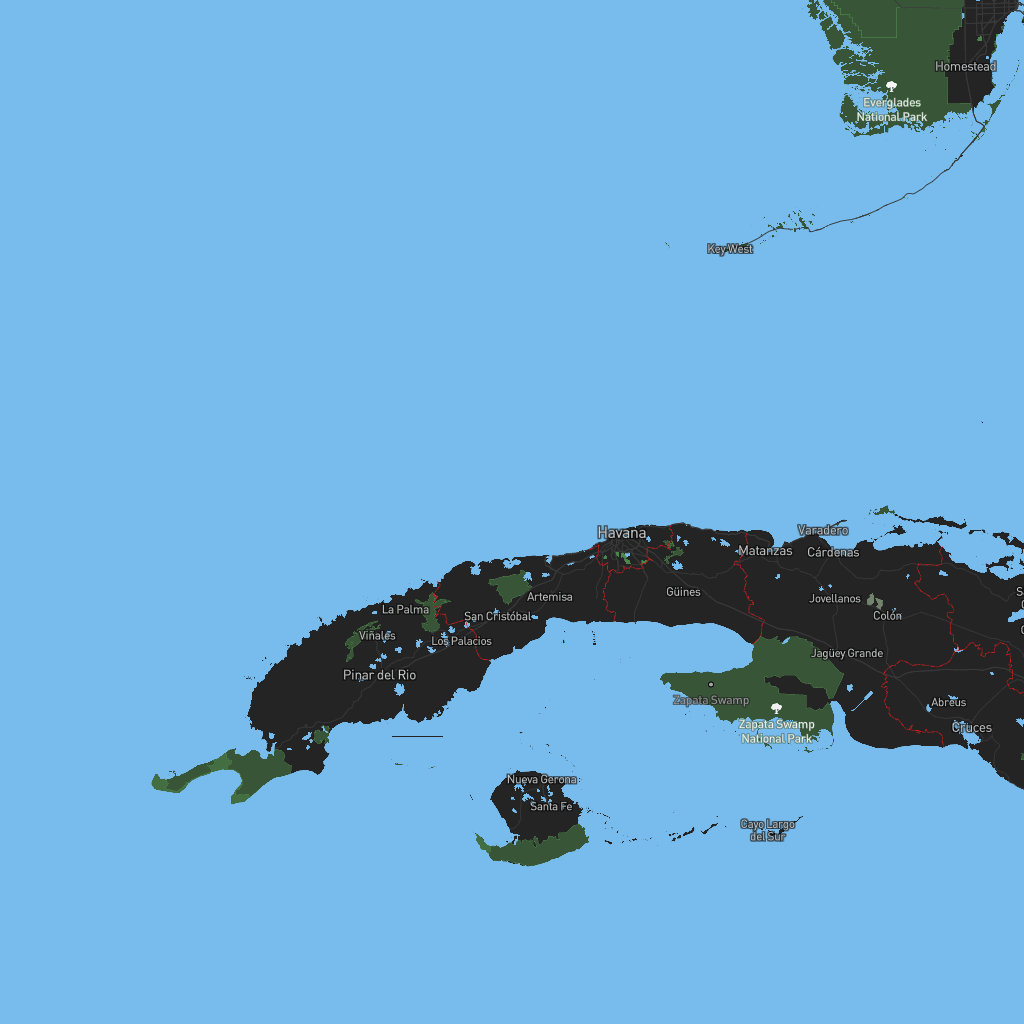 Homestead
Everglades
National Park
Key West
Havana
Varadero
Matanzas
Cárdenas
Artemisa
Güines
Jovellanos
Colón
La Palma
San Cristóbal
Viñales
Los Palacios
Jagüey Grande
Pinar del Rio
Zapata Swamp
Abreus
Zapata Swamp
National Park
Cruces
Nueva Gerona
Santa Fe
Cayo Largo
del Sur